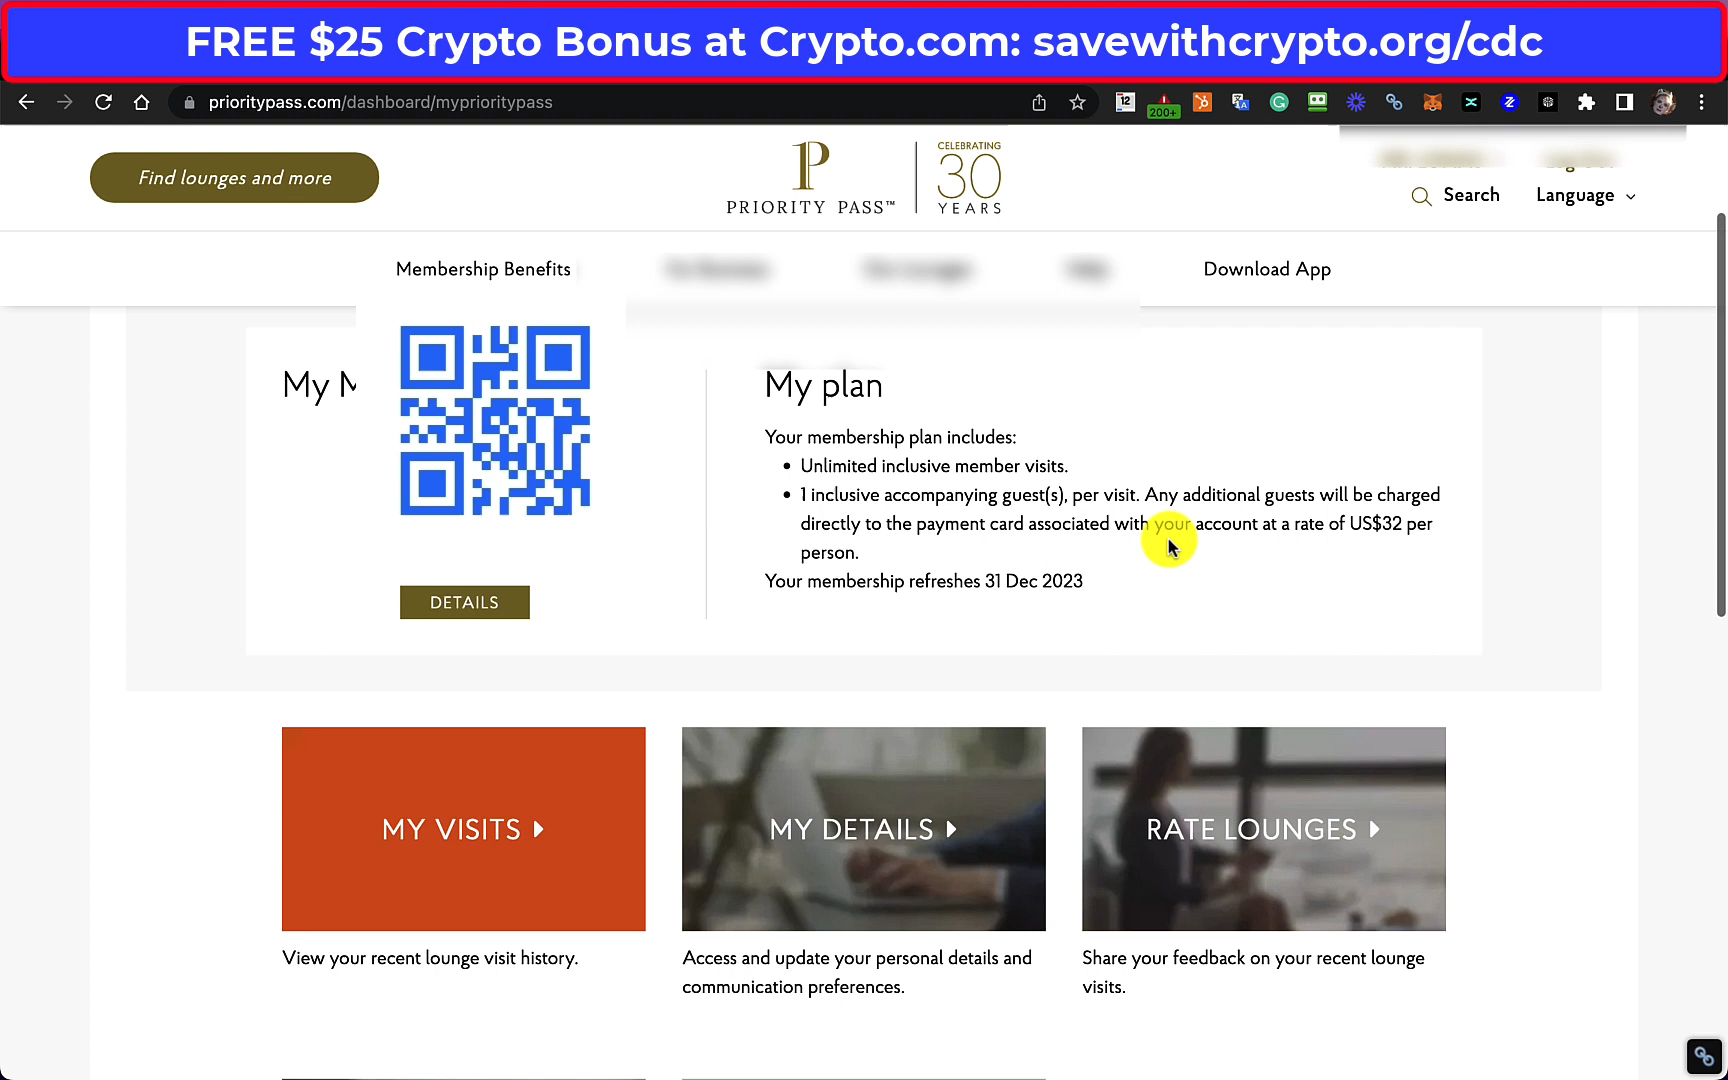 FREE $25 Crypto Bonus at Crypto.com: savewithcrypto.org/cdc
prioritypass.com/dashboard/myprioritypass
12
200+
Find lounges and more
P
PRIORITY PASS™
CELEBRATING
30
YEARS
Search
Language
Membership Benefits
Download App
My M
DETAILS
My plan
Your membership plan includes:
• Unlimited inclusive member visits.
• 1 inclusive accompanying guest(s), per visit. Any additional guests will be charged
directly to the payment card associated with your account at a rate of US$32 per
person.
Your membership refreshes 31 Dec 2023
MY VISITS
MY DETAILS
RATE LOUNGES
View your recent lounge visit history.
Access and update your personal details and
communication preferences.
Share your feedback on your recent lounge
visits.